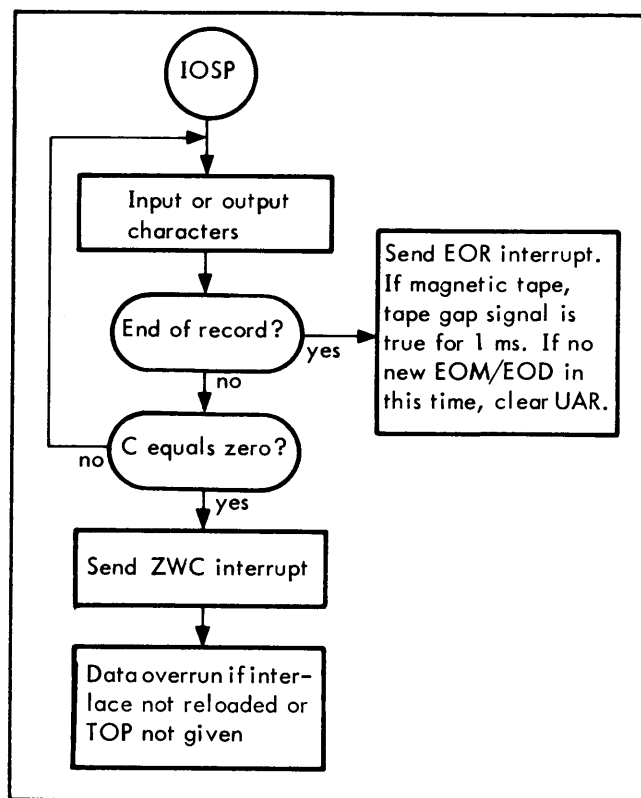 IOSP
Input or output
characters
End of record?
yes
no
Send EOR interrupt.
If magnetic tape,
tape gap signal is
true for 1 ms. If no
new EOM/EOD in
this time, clear UAR.
C equals zero?
no
yes
Send ZWC interrupt
Data overrun if inter-
lace not reloaded or
TOP not given